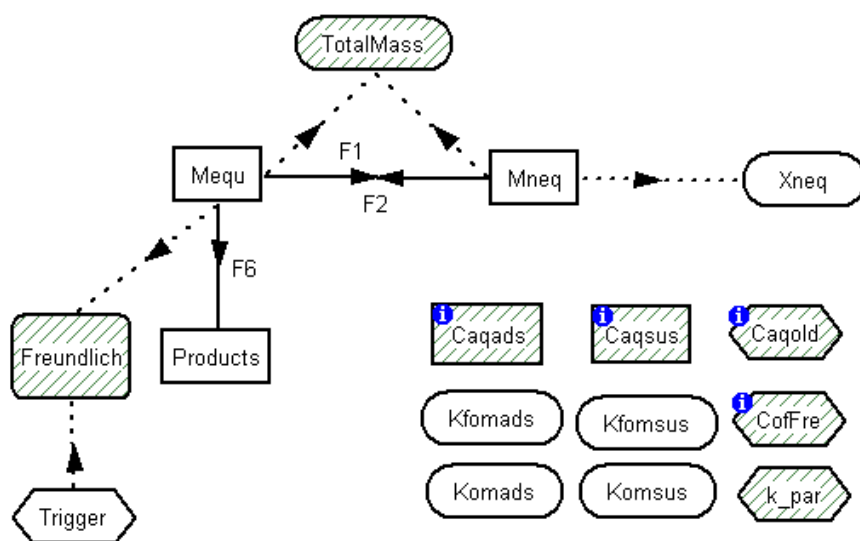 TotalMass
F1
Mequ
Mneq
Xneq
F2
F6
Freundlich
Products
i
Caqads
i
Caqsus
i
Caqold
Kfomads
Kfomsus
i
CofFre
Komads
Komsus
k_par
Trigger